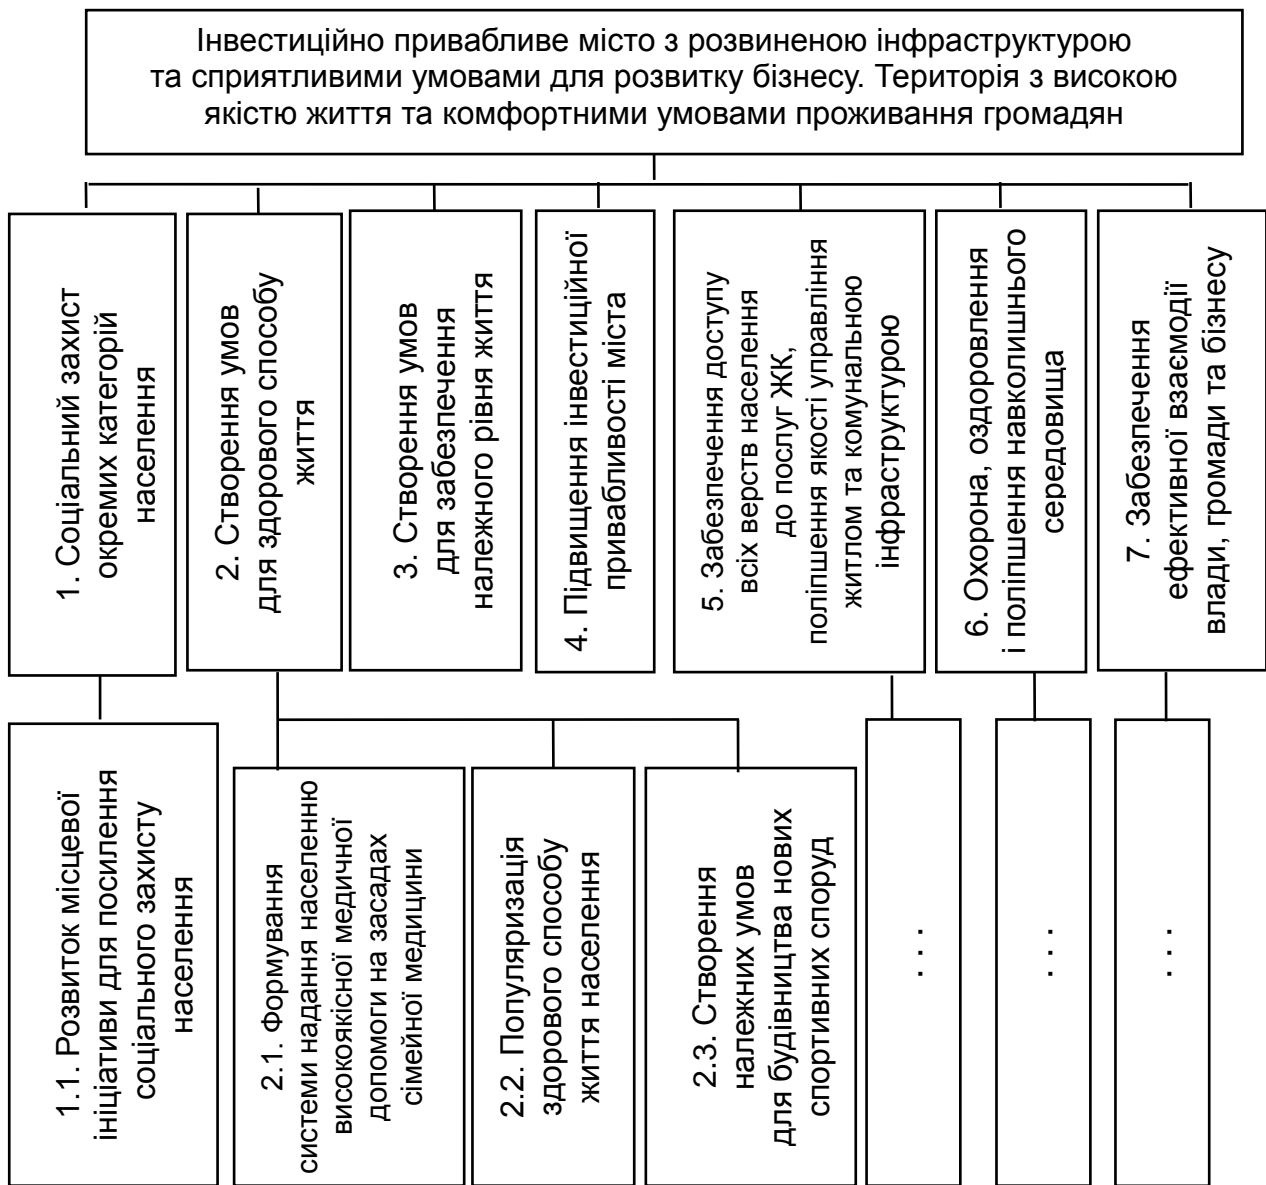 Інвестиційно привабливе місто з розвиненою інфраструктурою
та сприятливими умовами для розвитку бізнесу. Територія з високою
якістю життя та комфортними умовами проживання громадян
1. Соціальний захист
окремих категорій
населення
2. Створення умов
для здорового способу
життя
3. Створення умов
для забезпечення
належного рівня життя
4. Підвищення інвестиційної
привабливості міста
5. Забезпечення доступу
всіх верств населення
до послуг ЖК,
поліпшення якості управління
житлом та комунальною
інфраструктурою
6. Охорона, оздоровлення
і поліпшення навколишнього
середовища
7. Забезпечення
ефективної взаємодії
влади, громади та бізнесу
1.1. Розвиток місцевої
ініціативи для посилення
соціального захисту
населення
2.1. Формування
системи надання населенню
високоякісної медичної
допомоги на засадах
сімейної медицини
2.2. Популяризація
здорового способу
життя населення
2.3. Створення
належних умов
для будівництва нових
спортивних споруд
. . .
. . .
. . .